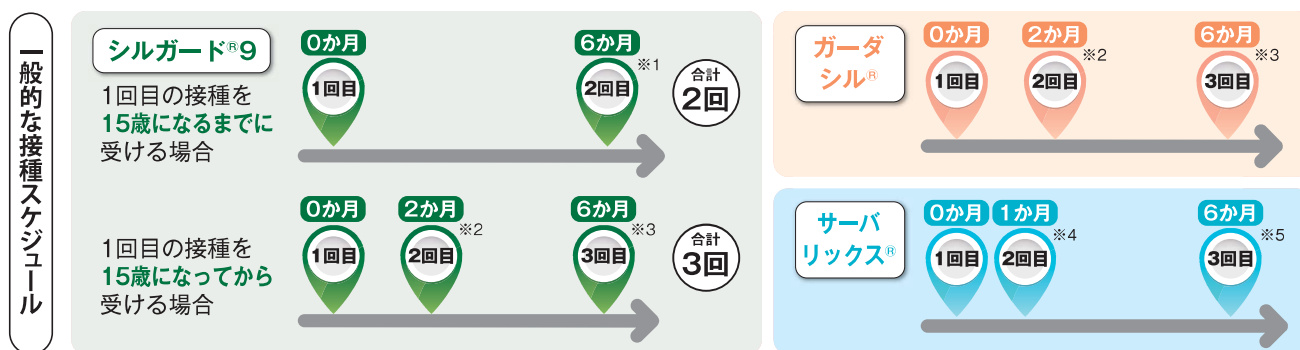 一般的な接種スケジュール
シルガード®9
1回目の接種を
15歳になるまでに
受ける場合
0か月
1回目
6か月
※1
2回目
合計
2回
1回目の接種を
15歳になってから
受ける場合
0か月
1回目
2か月
※2
2回目
6か月
※3
3回目
合計
3回
ガーダ
シル®
0か月
1回目
2か月
※2
2回目
6か月
※3
3回目
サーバ
リックス®
0か月
1回目
1か月
※4
2回目
6か月
※5
3回目